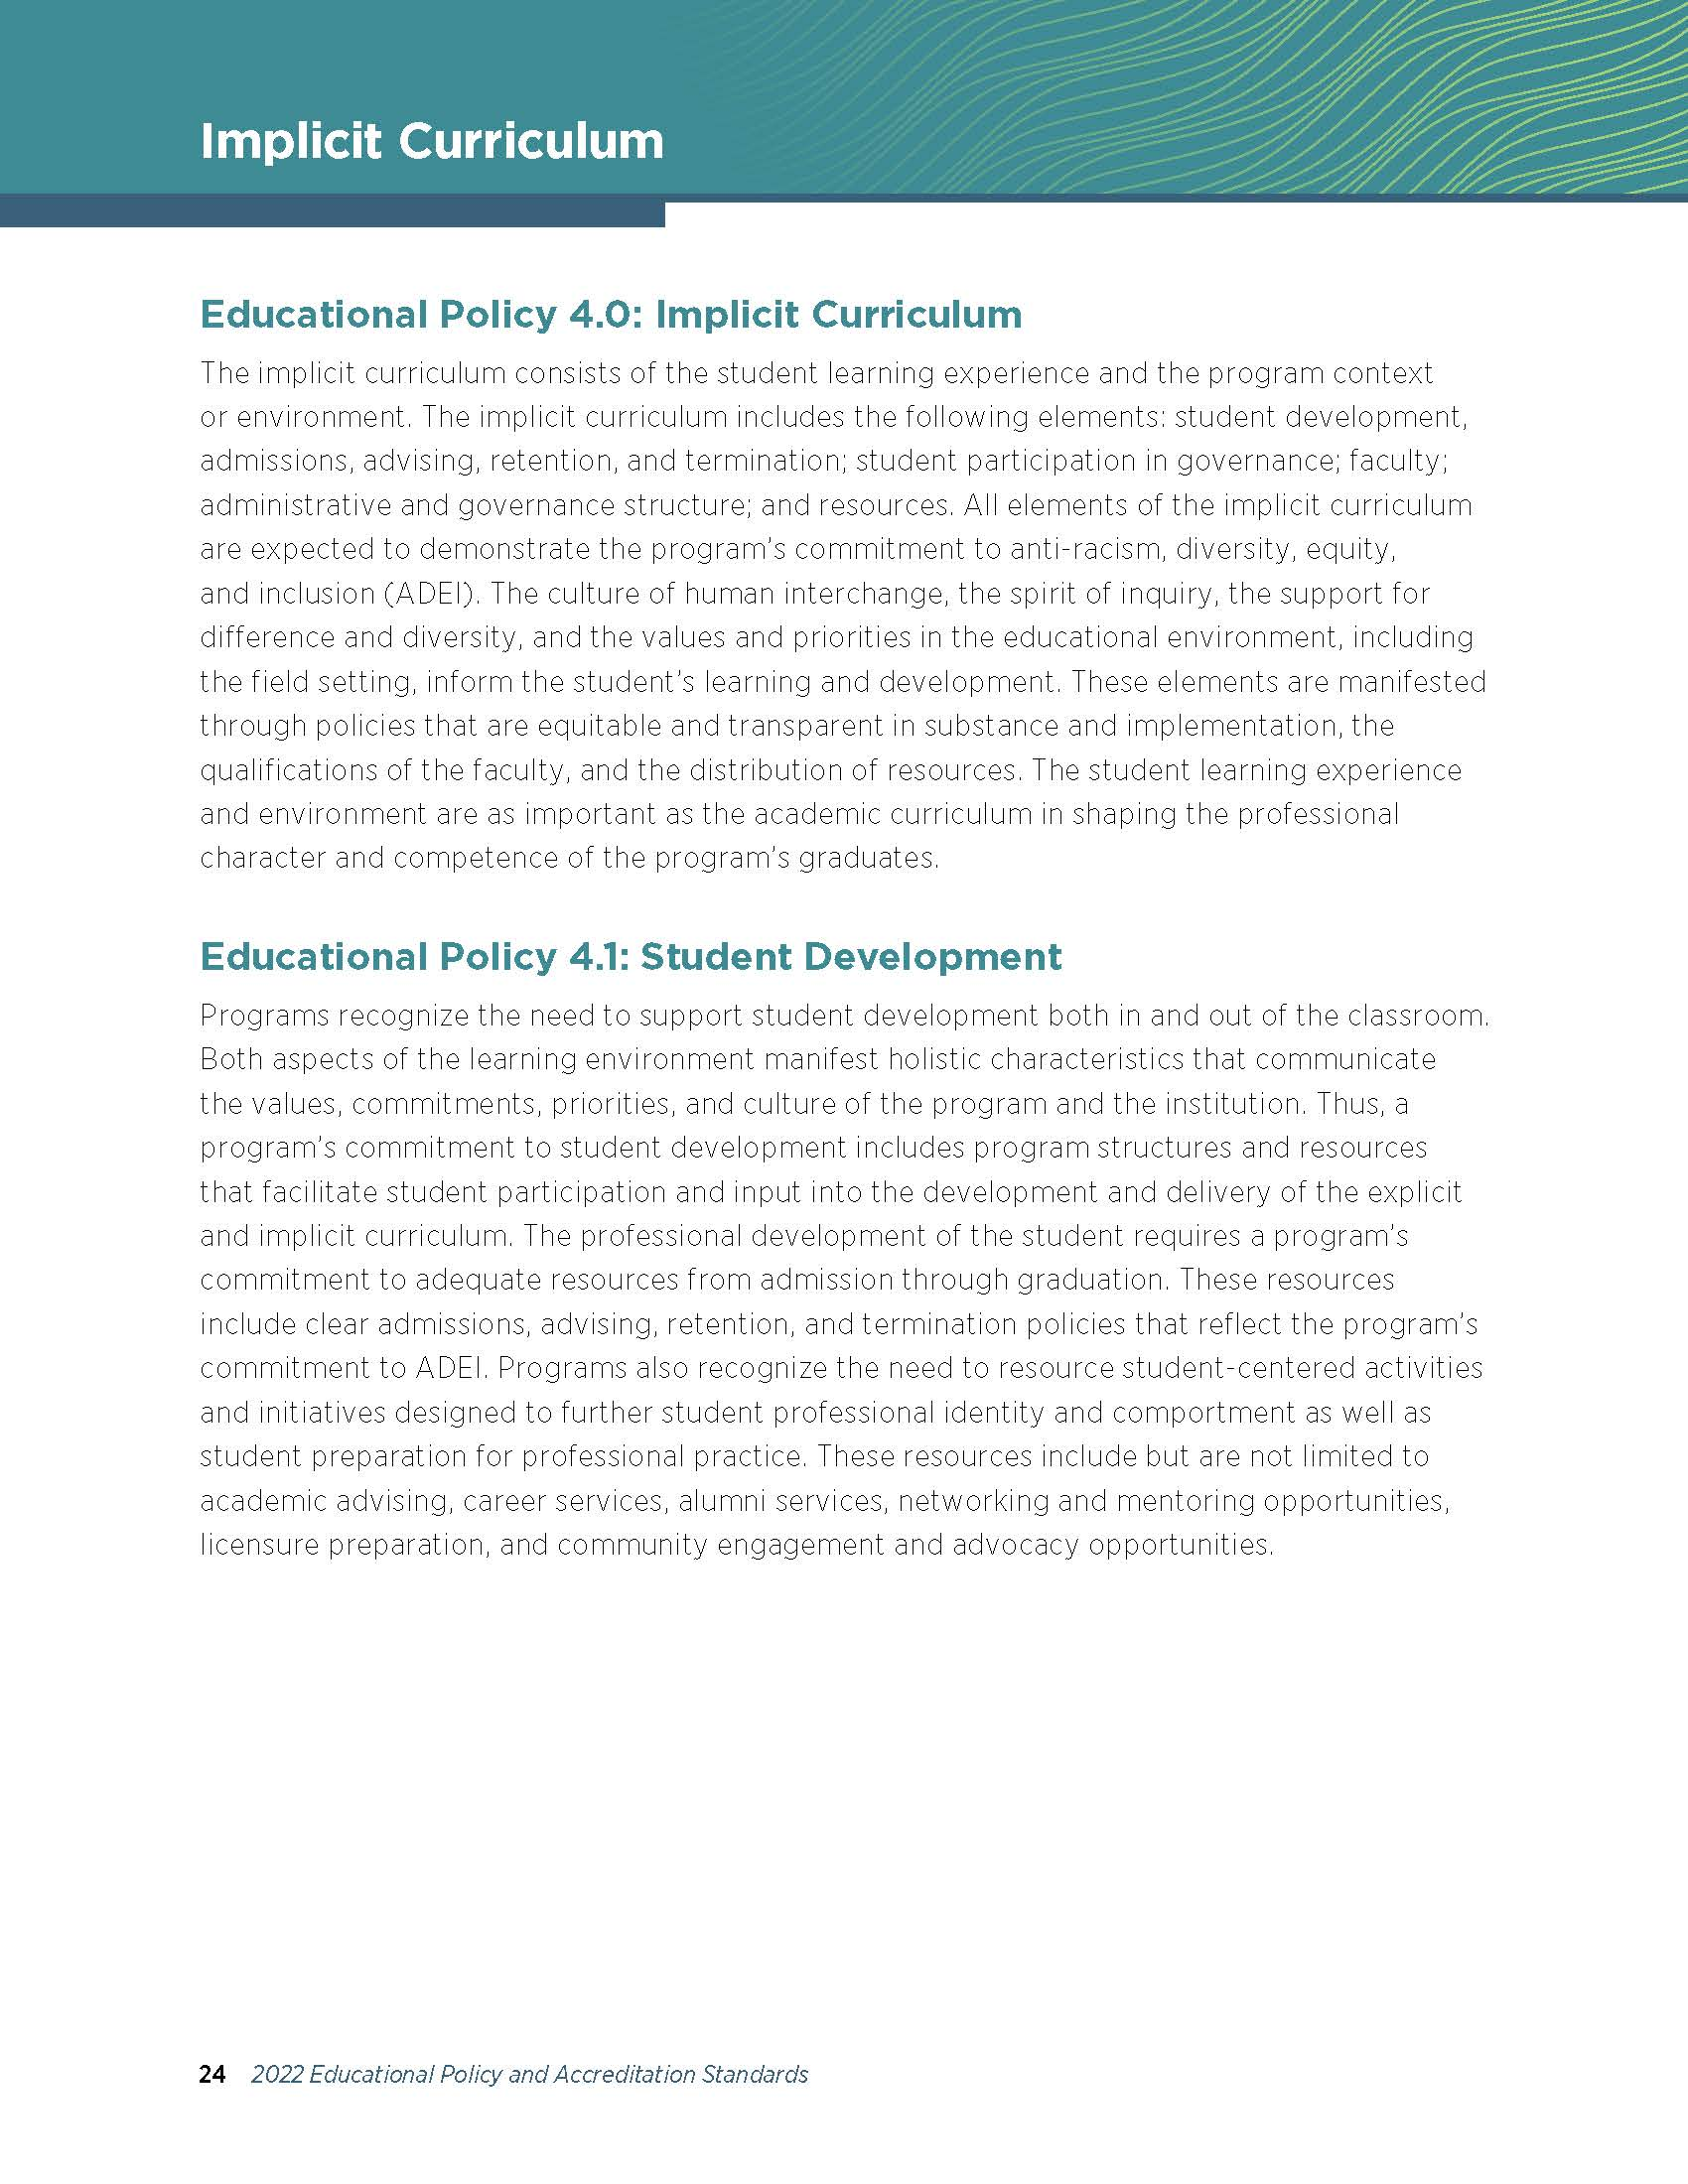 Implicit Curriculum
Educational Policy 4.0: Implicit Curriculum
The implicit curriculum consists of the student learning experience and the program context
or environment. The implicit curriculum includes the following elements: student development,
admissions, advising, retention, and termination; student participation in governance; faculty;
administrative and governance structure; and resources. All elements of the implicit curriculum
are expected to demonstrate the program’s commitment to anti-racism, diversity, equity,
and inclusion (ADEI). The culture of human interchange, the spirit of inquiry, the support for
difference and diversity, and the values and priorities in the educational environment, including
the field setting, inform the student’s learning and development. These elements are manifested
through policies that are equitable and transparent in substance and implementation, the
qualifications of the faculty, and the distribution of resources. The student learning experience
and environment are as important as the academic curriculum in shaping the professional
character and competence of the program’s graduates.
Educational Policy 4.1: Student Development
Programs recognize the need to support student development both in and out of the classroom.
Both aspects of the learning environment manifest holistic characteristics that communicate
the values, commitments, priorities, and culture of the program and the institution. Thus, a
program’s commitment to student development includes program structures and resources
that facilitate student participation and input into the development and delivery of the explicit
and implicit curriculum. The professional development of the student requires a program’s
commitment to adequate resources from admission through graduation. These resources
include clear admissions, advising, retention, and termination policies that reflect the program’s
commitment to ADEI. Programs also recognize the need to resource student-centered activities
and initiatives designed to further student professional identity and comportment as well as
student preparation for professional practice. These resources include but are not limited to
academic advising, career services, alumni services, networking and mentoring opportunities,
licensure preparation, and community engagement and advocacy opportunities.
24 2022 Educational Policy and Accreditation Standards